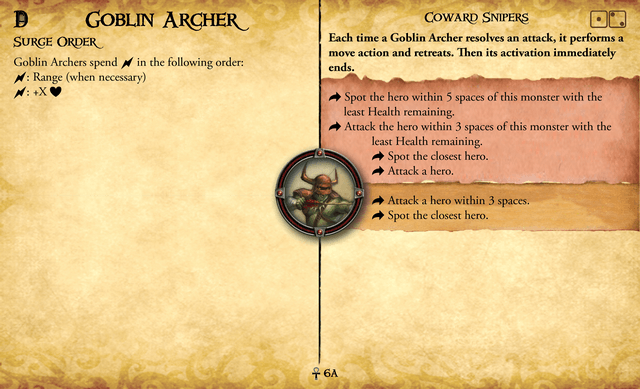 D
GOBLIN ARCHER
SURGE ORDER
Goblin Archers spend in the following order:
: Range (when necessary)
: +X
COWARD SNIPERS
Each time a Goblin Archer resolves an attack, it performs a
move action and retreats. Then its activation immediately
ends.
Spot the hero within 5 spaces of this monster with the
least Health remaining.
Attack the hero within 3 spaces of this monster with the
least Health remaining.
Spot the closest hero.
Attack a hero.
Attack a hero within 3 spaces.
Spot the closest hero.
6A